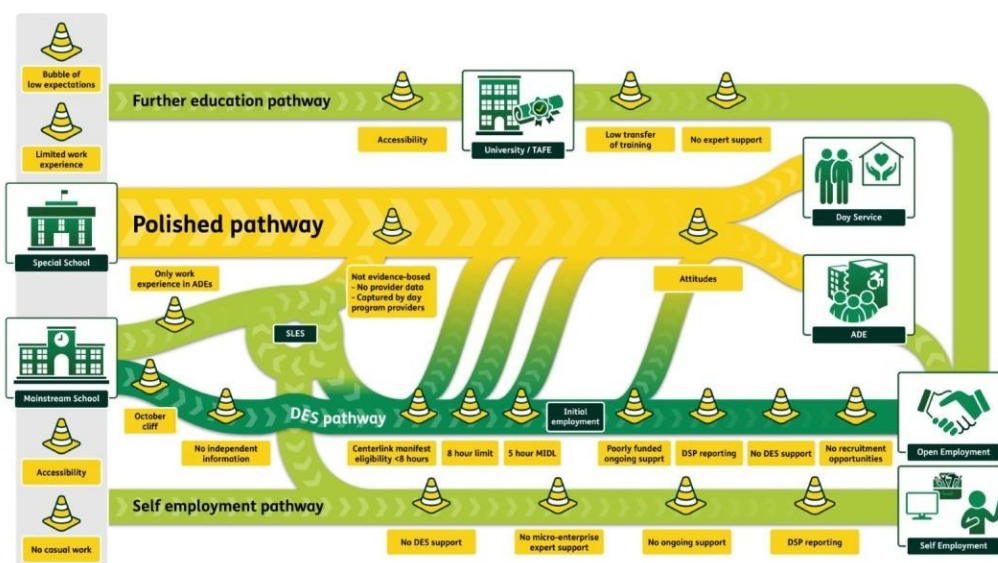 Bubble of
low expectations
Limited work
experience
Special School
Mainstream School
Accessibility
No casual work
Further education pathway
Accessibility
University / TAFE
Low transfer
of training
No expert support
Polished pathway
Only work
experience in ADEs
Not evidence-based
- No provider data
- Captured by day
program providers
Attitudes
Day Service
ADE
SLES
October
cliff
No independent
information
DES pathway
Centerlink manifest
eligibility <8 hours
8 hour limit
5 hour MIDL
Initial
employment
Poorly funded
ongoing supprt
DSP reporting
No DES support
No recruitment
opportunities
Open Employment
Self employment pathway
No DES support
No micro-enterprise
expert support
No ongoing support
DSP reporting
Self Employment